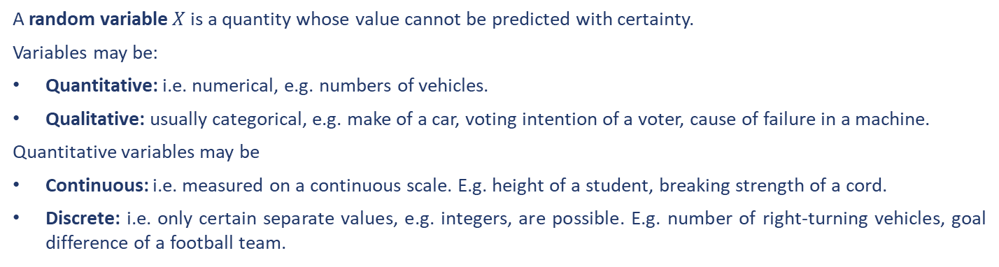 A random variable X is a quantity whose value cannot be predicted with certainty.
Variables may be:
• Quantitative: i.e. numerical, e.g. numbers of vehicles.
• Qualitative: usually categorical, e.g. make of a car, voting intention of a voter, cause of failure in a machine.
Quantitative variables may be
• Continuous: i.e. measured on a continuous scale. E.g. height of a student, breaking strength of a cord.
• Discrete: i.e. only certain separate values, e.g. integers, are possible. E.g. number of right-turning vehicles, goal
difference of a football team.